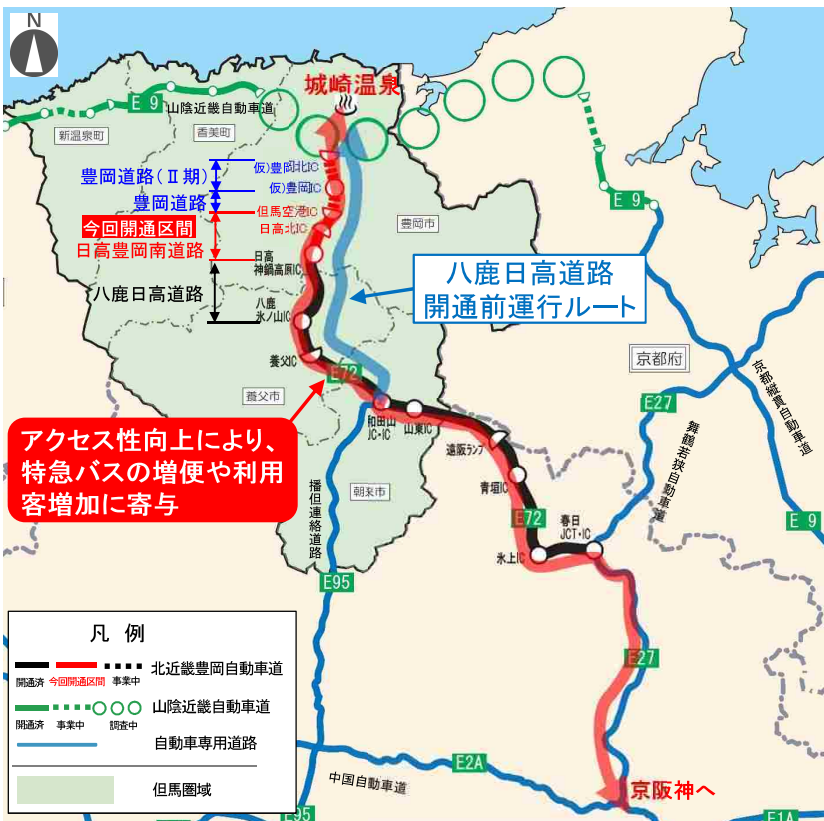 N
城崎温泉
E 9
山陰近畿自動車道
新温泉町
香美町
仮)豊岡北IC
豊岡道路(Ⅱ期)
仮)豊岡IC
豊岡道路
但馬空港IC
今回開通区間
日高北IC
豊岡市
日高豊岡南道路
日高
神鍋高原IC
八鹿日高道路
八鹿
氷ノ山IC
八鹿日高道路
開通前運行ルート
E 9
養父IC
E72
養父市
京都府
京都縦貫自動車道
E27
舞鶴若狭自動車道
和田山
JC・IC
山東IC
遠阪ランプ
アクセス性向上により、
特急バスの増便や利用
客増加に寄与
朝来市
播但連絡道路
青垣IC
E72
春日
JCT・IC
氷上IC
E 9
E95
E27
凡 例
北近畿豊岡自動車道
開通済
今回開通区間
事業中
山陰近畿自動車道
開通済
事業中
調査中
自動車専用道路
但馬圏域
中国自動車道
E2A
京阪神へ
E95
E1A